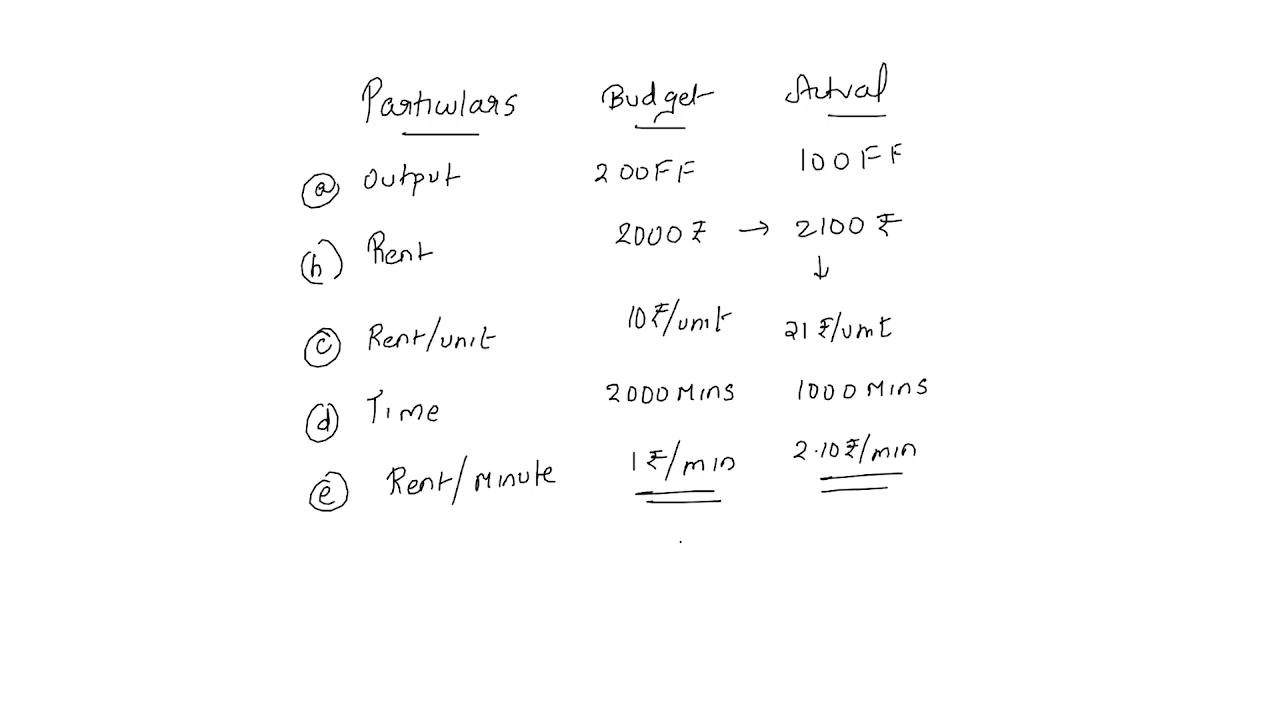 Particulars Budget Actual
(a) Output 200FF 100FF
(b) Rent 2000₹ → 2100₹
↓
(c) Rent/unit 10₹/unit 21₹/unit
(d) Time 2000 Mins 1000 Mins
(e) Rent/Minute 1₹/min 2.10₹/min